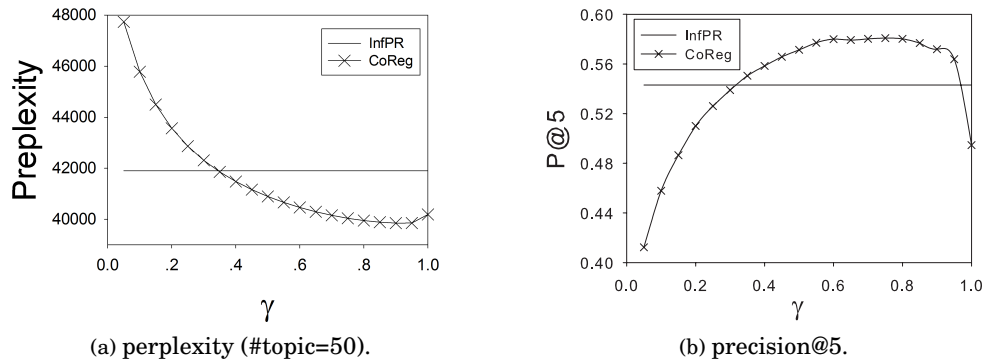 48000
46000
44000
42000
40000
Preplexity
InfPR
CoReg
0.0 .2 .4 .6 .8 1.0
γ
(a) perplexity (#topic=50).
0.60
0.56
0.52
0.48
0.44
0.40
P@5
InfPR
CoReg
0.0 0.2 0.4 0.6 0.8 1.0
γ
(b) precision@5.